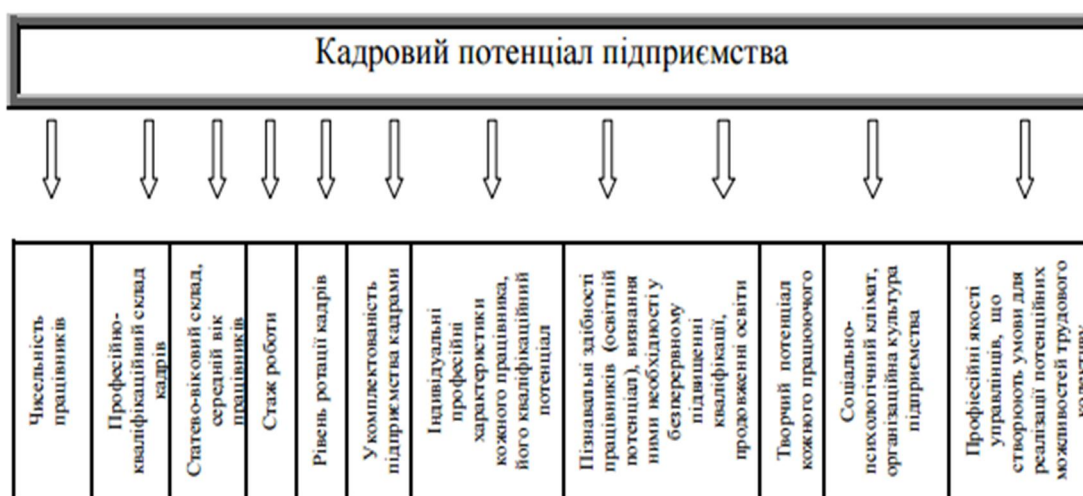 Кадровий потенціал підприємства
Чисельність
працівників
Професійно-
кваліфікаційний склад
кадрів
Статево-віковий склад,
середній вік
працівників
Стаж роботи
Рівень ротації кадрів
Укомплектованість
підприємства кадрами
Індивідуальні
професійні
характеристики
кожного працівника,
його кваліфікаційний
потенціал
Пізнавальні здібності
працівників (освітній
потенціал), визнання
ними необхідності у
безперервному
підвищенні
кваліфікації,
продовженні освіти
Творчий потенціал
кожного працюючого
Соціально-
психологічний клімат,
організаційна культура
підприємства
Професійні якості
управлінців, що
створюють умови для
реалізації потенційних
можливостей трудового